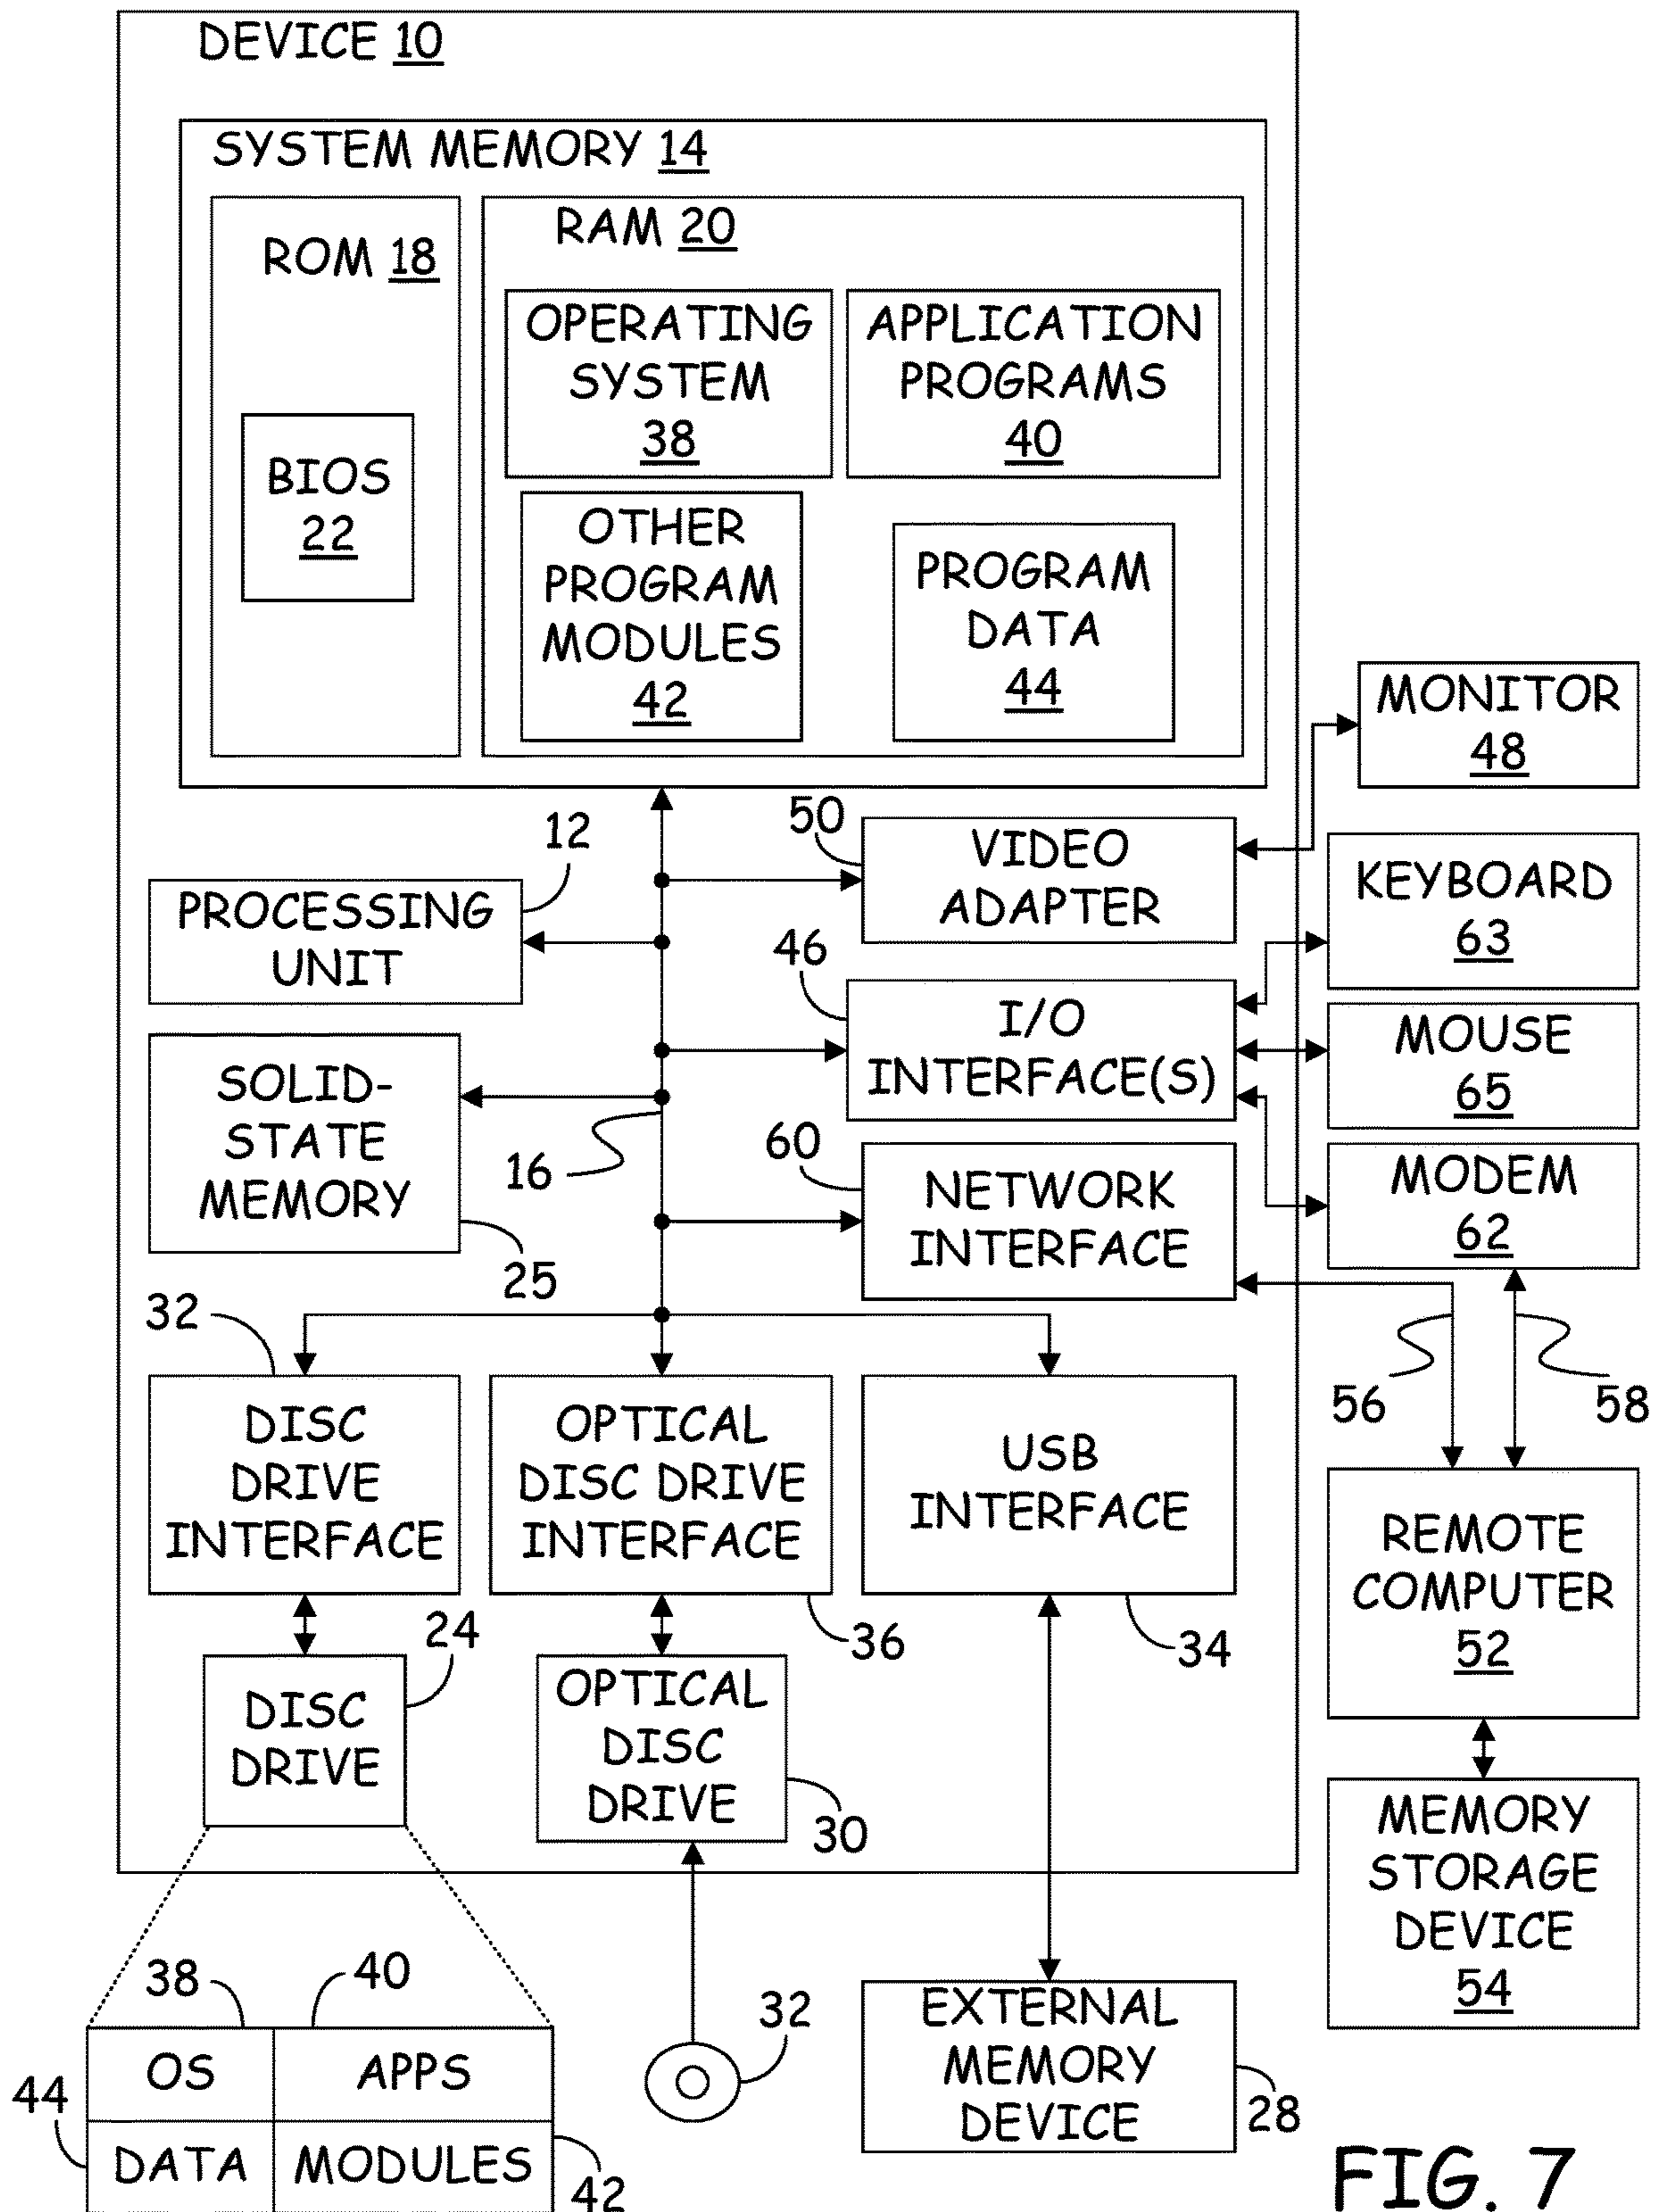 DEVICE 10
SYSTEM MEMORY 14
ROM 18
BIOS
22
RAM 20
OPERATING
SYSTEM
38
APPLICATION
PROGRAMS
40
OTHER
PROGRAM
MODULES
42
PROGRAM
DATA
44
MONITOR
48
12
PROCESSING
UNIT
50
VIDEO
ADAPTER
KEYBOARD
63
46
I/O
INTERFACE(S)
MOUSE
65
SOLID-
STATE
MEMORY
25
16
60
NETWORK
INTERFACE
MODEM
62
56
58
32
DISC
DRIVE
INTERFACE
OPTICAL
DISC DRIVE
INTERFACE
36
USB
INTERFACE
34
REMOTE
COMPUTER
52
24
DISC
DRIVE
OPTICAL
DISC
DRIVE
30
MEMORY
STORAGE
DEVICE
54
38
40
OS
APPS
44
DATA
MODULES
42
32
EXTERNAL
MEMORY
DEVICE
28
FIG. 7